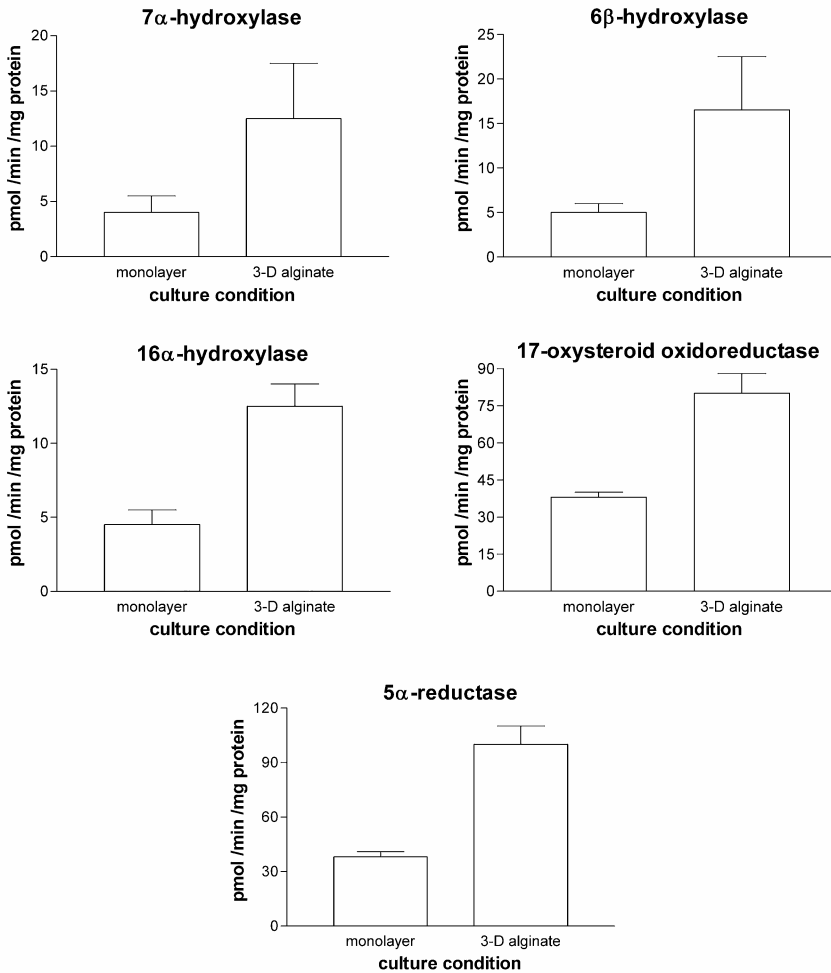 7α-hydroxylase
pmol /min /mg protein
20
15
10
5
0
monolayer 3-D alginate
culture condition
6β-hydroxylase
pmol /min /mg protein
25
20
15
10
5
0
monolayer 3-D alginate
culture condition
16α-hydroxylase
pmol /min /mg protein
15
10
5
0
monolayer 3-D alginate
culture condition
17-oxysteroid oxidoreductase
pmol /min /mg protein
90
75
60
45
30
15
0
monolayer 3-D alginate
culture condition
5α-reductase
pmol /min /mg protein
120
90
60
30
0
monolayer 3-D alginate
culture condition